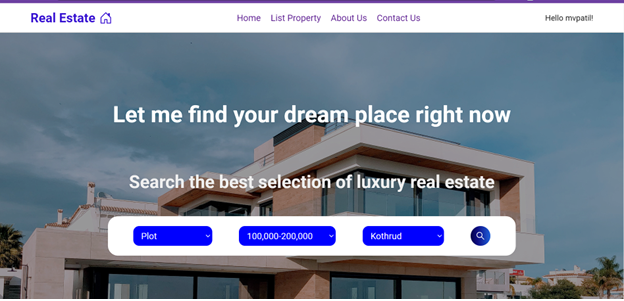 Real Estate
Home List Property About Us Contact Us
Hello mvpatil!
Let me find your dream place right now
Search the best selection of luxury real estate
Plot 100,000-200,000 Kothrud